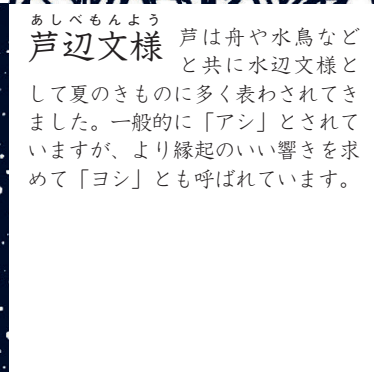 あしべもんよう
芦辺文様
芦は舟や水鳥など
と共に水辺文様と
して夏のきものに多く表わされてき
ました。一般的に「アシ」とされて
いますが、より縁起のいい響きを求
めて「ヨシ」とも呼ばれています。